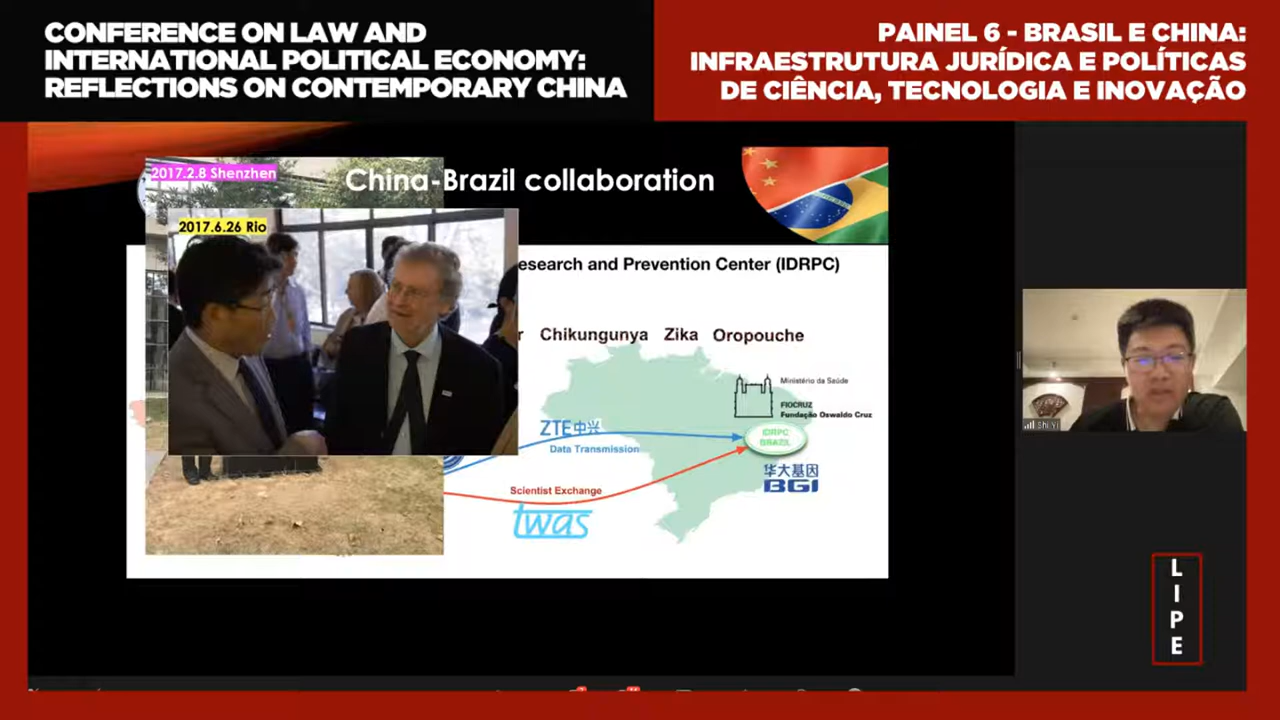 CONFERENCE ON LAW AND
INTERNATIONAL POLITICAL ECONOMY:
REFLECTIONS ON CONTEMPORARY CHINA
PAINEL 6 - BRASIL E CHINA:
INFRAESTRUTURA JURÍDICA E POLÍTICAS
DE CIÊNCIA, TECNOLOGIA E INOVAÇÃO
2017.2.8 Shenzhen
China-Brazil collaboration
2017.6.26 Rio
esearch and Prevention Center (IDRPC)
r Chikungunya Zika Oropouche
Ministério da Saúde
FIOCRUZ
Fundação Oswaldo Cruz
ZTE中兴
Data Transmission
IDRPC
BRAZIL
华大基因
BGI
Scientist Exchange
twas
Shi Yi
L
I
P
E